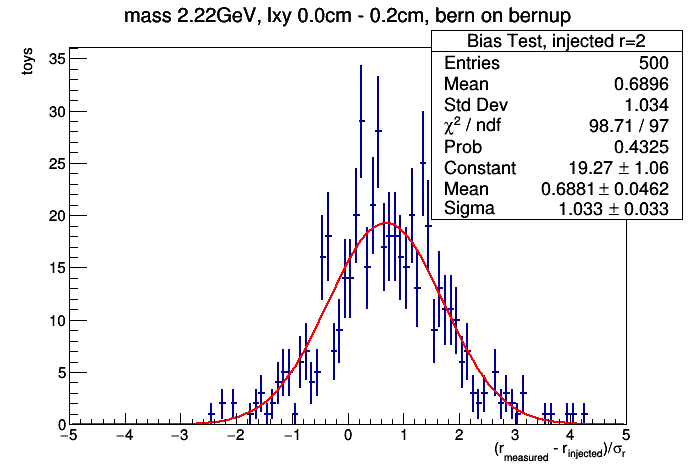 mass 2.22GeV, lxy 0.0cm - 0.2cm, bern on bernup
Bias Test, injected r=2
Entries 500
Mean 0.6896
Std Dev 1.034
χ² / ndf 98.71 / 97
Prob 0.4325
Constant 19.27 ± 1.06
Mean 0.6881 ± 0.0462
Sigma 1.033 ± 0.033
toys
35
30
25
20
15
10
5
0
−5 −4 −3 −2 −1 0 1 2 3 4 5
(r_measured - r_injected)/σ_r